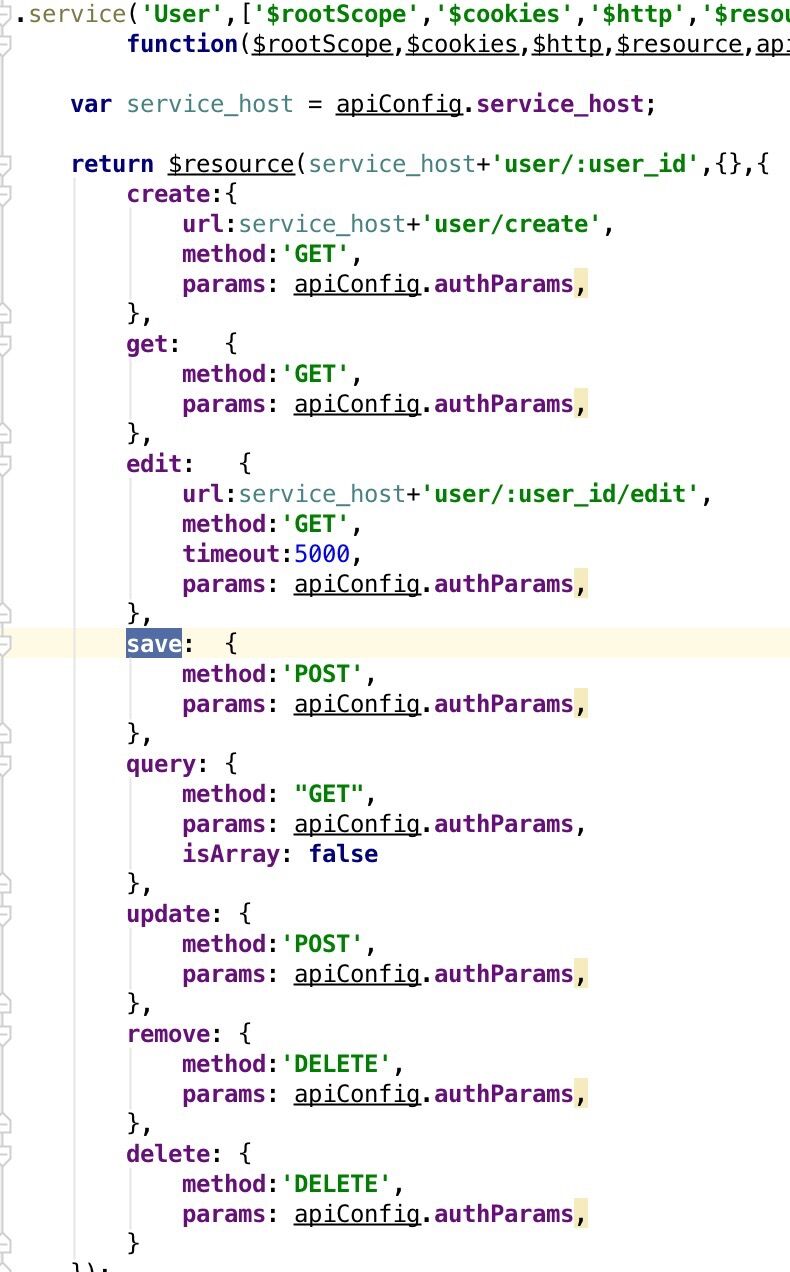 .service('User',['$rootScope','$cookies','$http','$resou
function($rootScope,$cookies,$http,$resource,api
var service_host = apiConfig.service_host;
return $resource(service_host+'user/:user_id',{},{
create:{
url:service_host+'user/create',
method:'GET',
params: apiConfig.authParams,
},
get:   {
method:'GET',
params: apiConfig.authParams,
},
edit:   {
url:service_host+'user/:user_id/edit',
method:'GET',
timeout:5000,
params: apiConfig.authParams,
},
save:  {
method:'POST',
params: apiConfig.authParams,
},
query: {
method: "GET",
params: apiConfig.authParams,
isArray: false
},
update: {
method:'POST',
params: apiConfig.authParams,
},
remove: {
method:'DELETE',
params: apiConfig.authParams,
},
delete: {
method:'DELETE',
params: apiConfig.authParams,
}
});